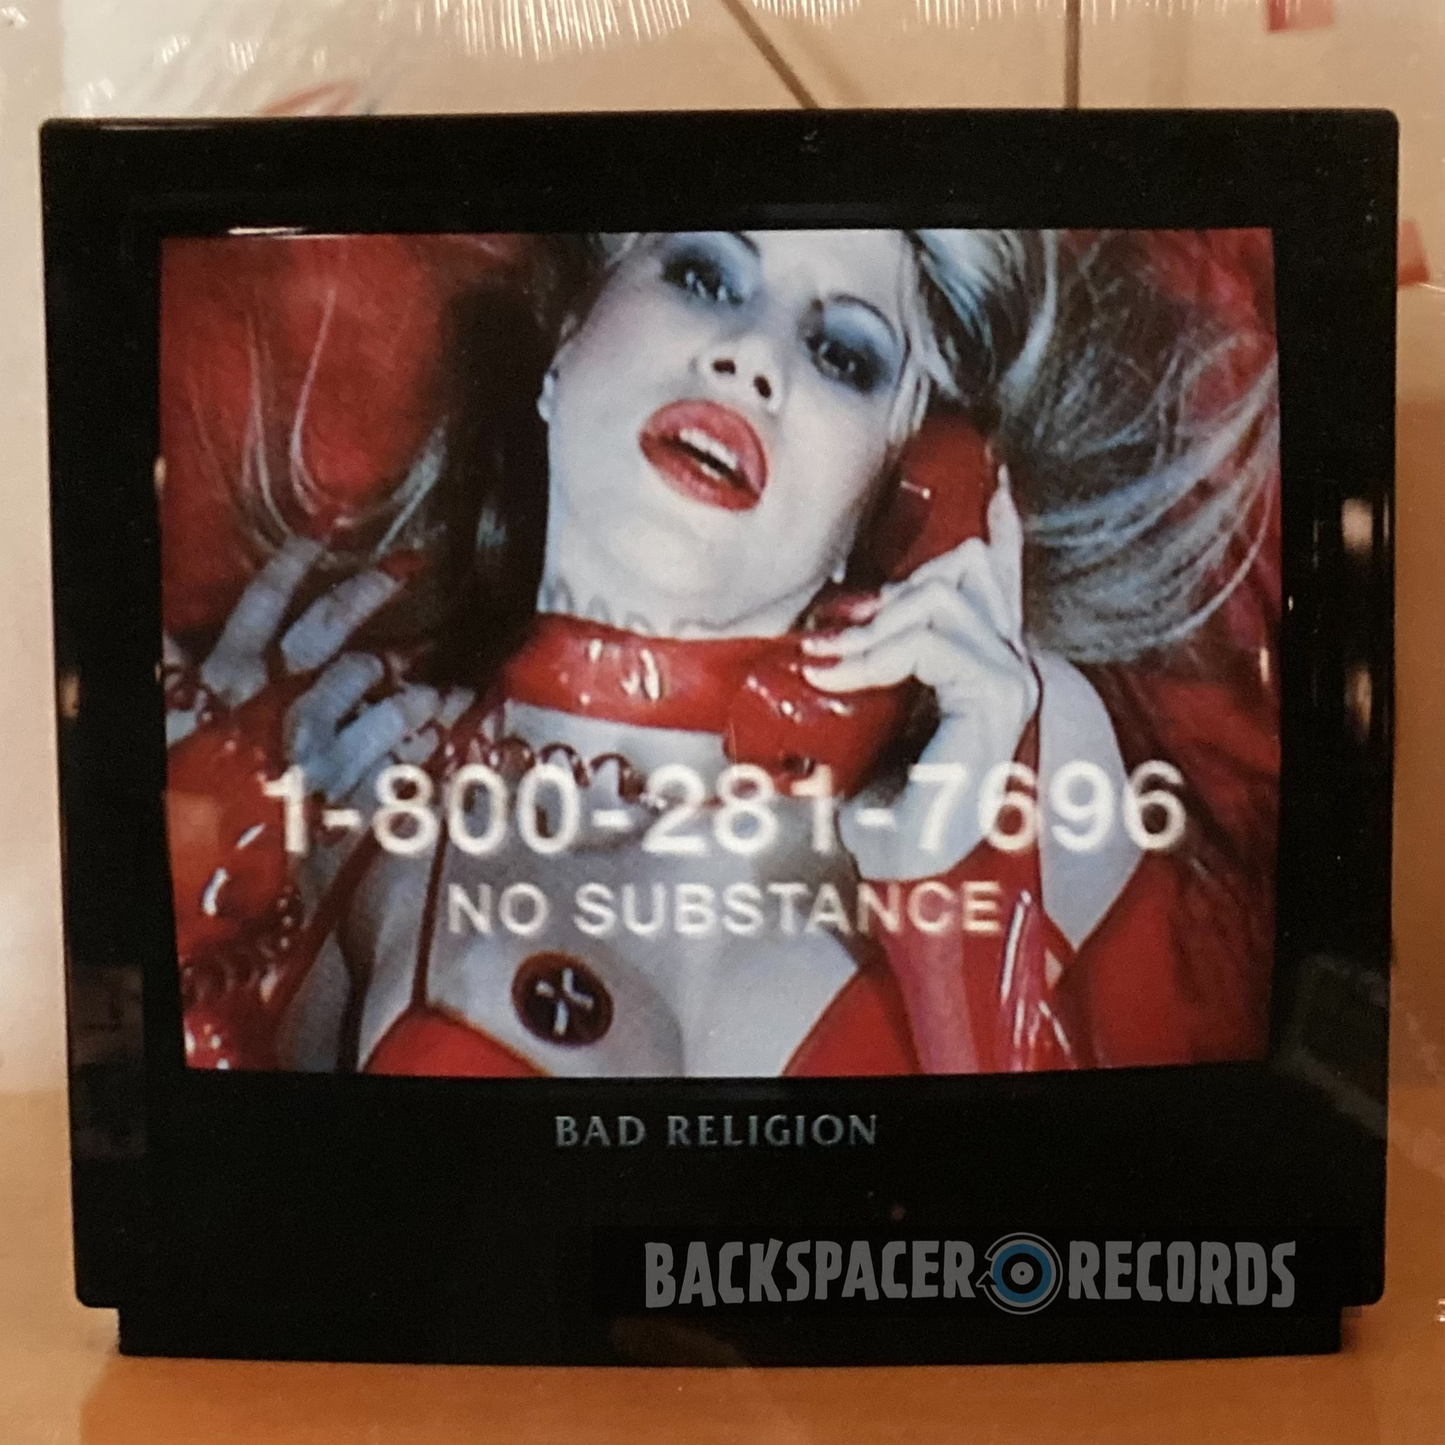 1-800-281-7696
NO SUBSTANCE
BAD RELIGION
BACKSPACER RECORDS